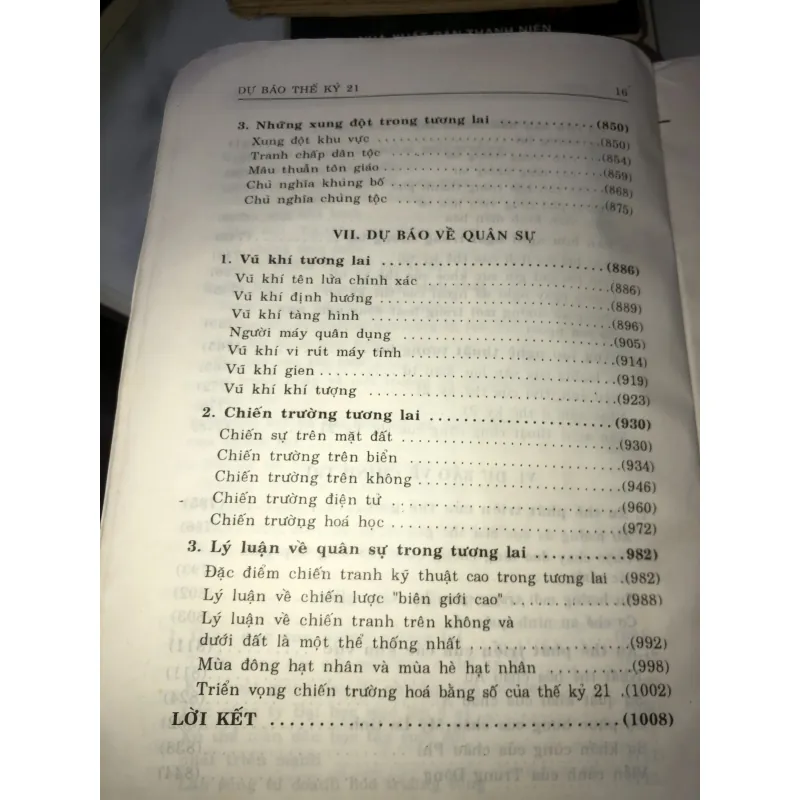 NHÀ XUẤT BẢN THANH NIÊN
DỰ BÁO THẾ KỶ 21 16
3. Những xung đột trong tương lai .............(850)
Xung đột khu vực ..........................(850)
Tranh chấp dân tộc ........................(854)
Mâu thuẫn tôn giáo ........................(859)
Chủ nghĩa khủng bố ........................(868)
Chủ nghĩa chủng tộc .......................(875)
VII. DỰ BÁO VỀ QUÂN SỰ
1. Vũ khí tương lai ...........................(886)
Vũ khí tên lửa chính xác ....................(886)
Vũ khí định hướng ..........................(889)
Vũ khí tàng hình ...........................(896)
Người máy quân dụng ......................(905)
Vũ khí vi rút máy tính .......................(914)
Vũ khí gien ................................(919)
Vũ khí khí tượng ...........................(923)
2. Chiến trường tương lai .....................(930)
Chiến sự trên mặt đất .......................(930)
Chiến trường trên biển ......................(934)
Chiến trường trên không .....................(946)
Chiến trường điện tử ........................(960)
Chiến trường hoá học ........................(972)
3. Lý luận về quân sự trong tương lai ...........982)
Đặc điểm chiến tranh kỹ thuật cao trong tương lai .(982)
Lý luận về chiến lược "biên giới cao" ..............(988)
Lý luận về chiến tranh trên không và
dưới đất là một thể thống nhất ...................(992)
Mùa đông hạt nhân và mùa hè hạt nhân ..........(998)
Triển vọng chiến trường hoá bằng số của thế kỷ 21 .(1002)
LỜI KẾT .....................................(1008)